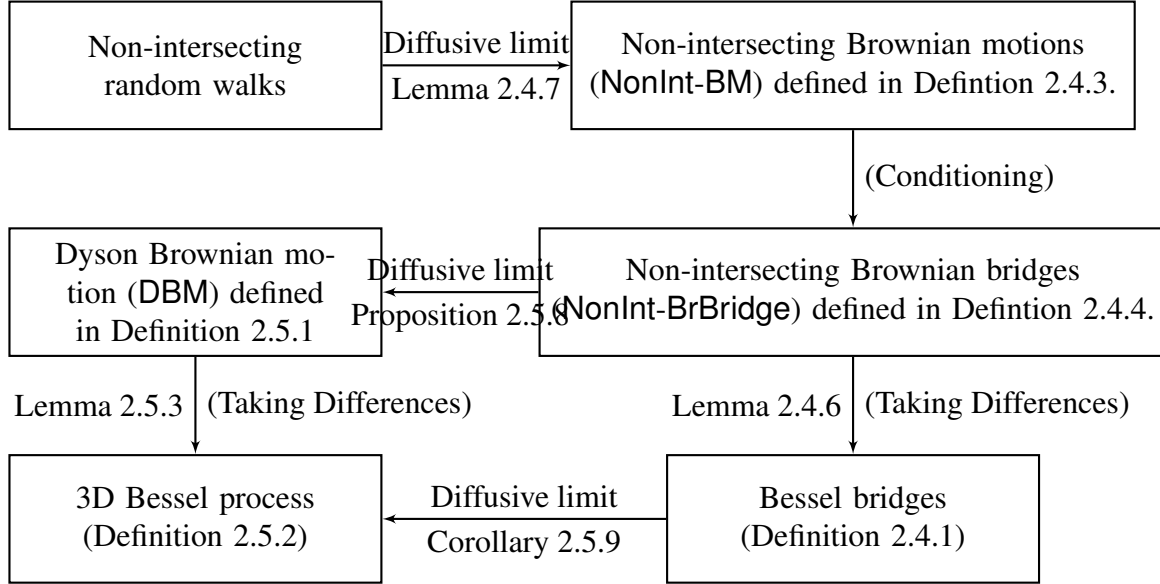 Non-intersecting
random walks
Diffusive limit
Lemma 2.4.7
Non-intersecting Brownian motions
(NonInt-BM) defined in Defintion 2.4.3.
(Conditioning)
Dyson Brownian mo-
tion (DBM) defined
in Definition 2.5.1
Diffusive limit
Proposition 2.5.8
Non-intersecting Brownian bridges
(NonInt-BrBridge) defined in Defintion 2.4.4.
Lemma 2.5.3
(Taking Differences)
Lemma 2.4.6
(Taking Differences)
3D Bessel process
(Definition 2.5.2)
Diffusive limit
Corollary 2.5.9
Bessel bridges
(Definition 2.4.1)